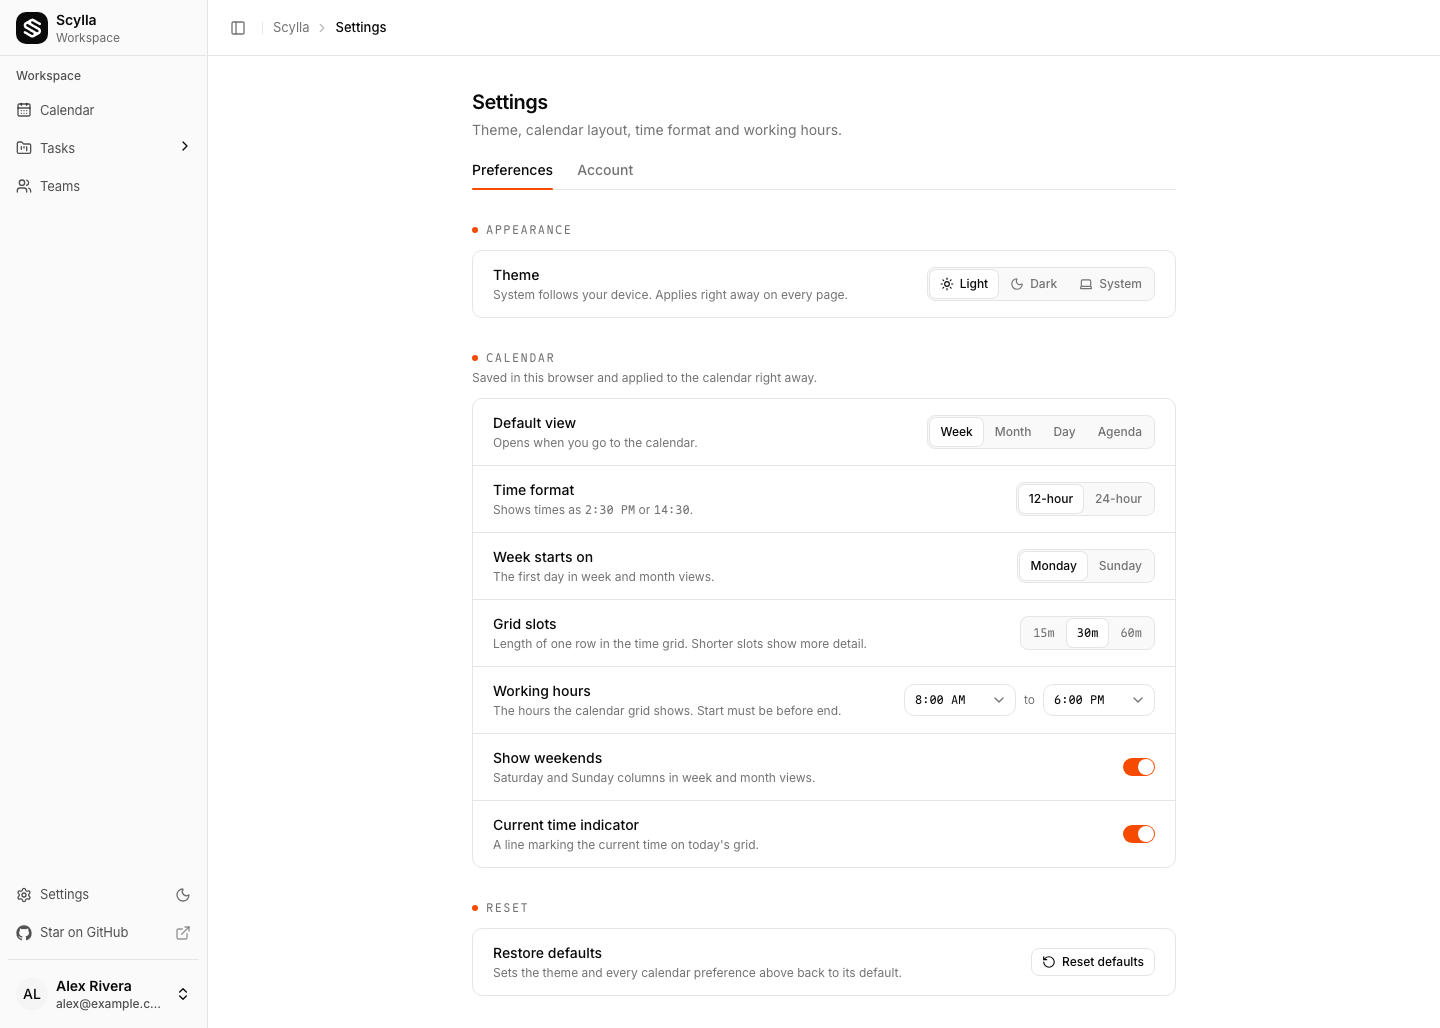 Scylla
Workspace
Scylla
Settings
Workspace
Calendar
Tasks
Teams
Settings
Theme, calendar layout, time format and working hours.
Preferences
Account
APPEARANCE
Theme
System follows your device. Applies right away on every page.
Light
Dark
System
CALENDAR
Saved in this browser and applied to the calendar right away.
Default view
Opens when you go to the calendar.
Week
Month
Day
Agenda
Time format
Shows times as 2:30 PM or 14:30.
12-hour
24-hour
Week starts on
The first day in week and month views.
Monday
Sunday
Grid slots
Length of one row in the time grid. Shorter slots show more detail.
15m
30m
60m
Working hours
The hours the calendar grid shows. Start must be before end.
8:00 AM
to
6:00 PM
Show weekends
Saturday and Sunday columns in week and month views.
Current time indicator
A line marking the current time on today's grid.
RESET
Restore defaults
Sets the theme and every calendar preference above back to its default.
Reset defaults
Settings
Star on GitHub
AL
Alex Rivera
alex@example.c...